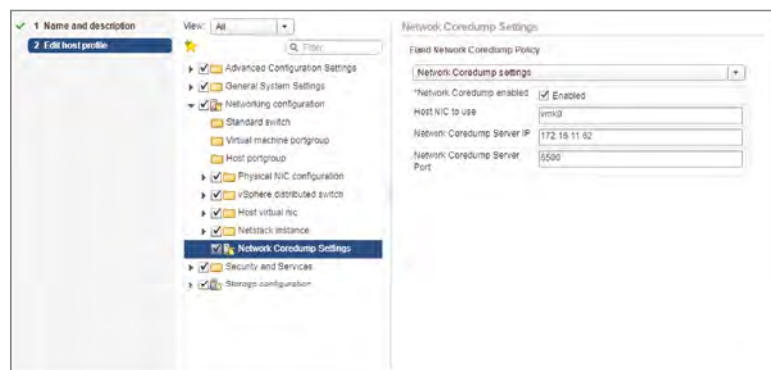 1 Name and description
2 Edit host profile
View: All
Filter
Advanced Configuration Settings
General System Settings
Networking configuration
Standard switch
Virtual machine portgroup
Host portgroup
Physical NIC configuration
vSphere distributed switch
Host virtual nic
Netstack instance
Network Coredump Settings
Security and Services
Storage configuration
Network Coredump Settings
Fixed Network Coredump Policy
Network Coredump settings
*Network Coredump enabled Enabled
Host NIC to use vmk0
Network Coredump Server IP 172.16.11.62
Network Coredump Server
Port 6500